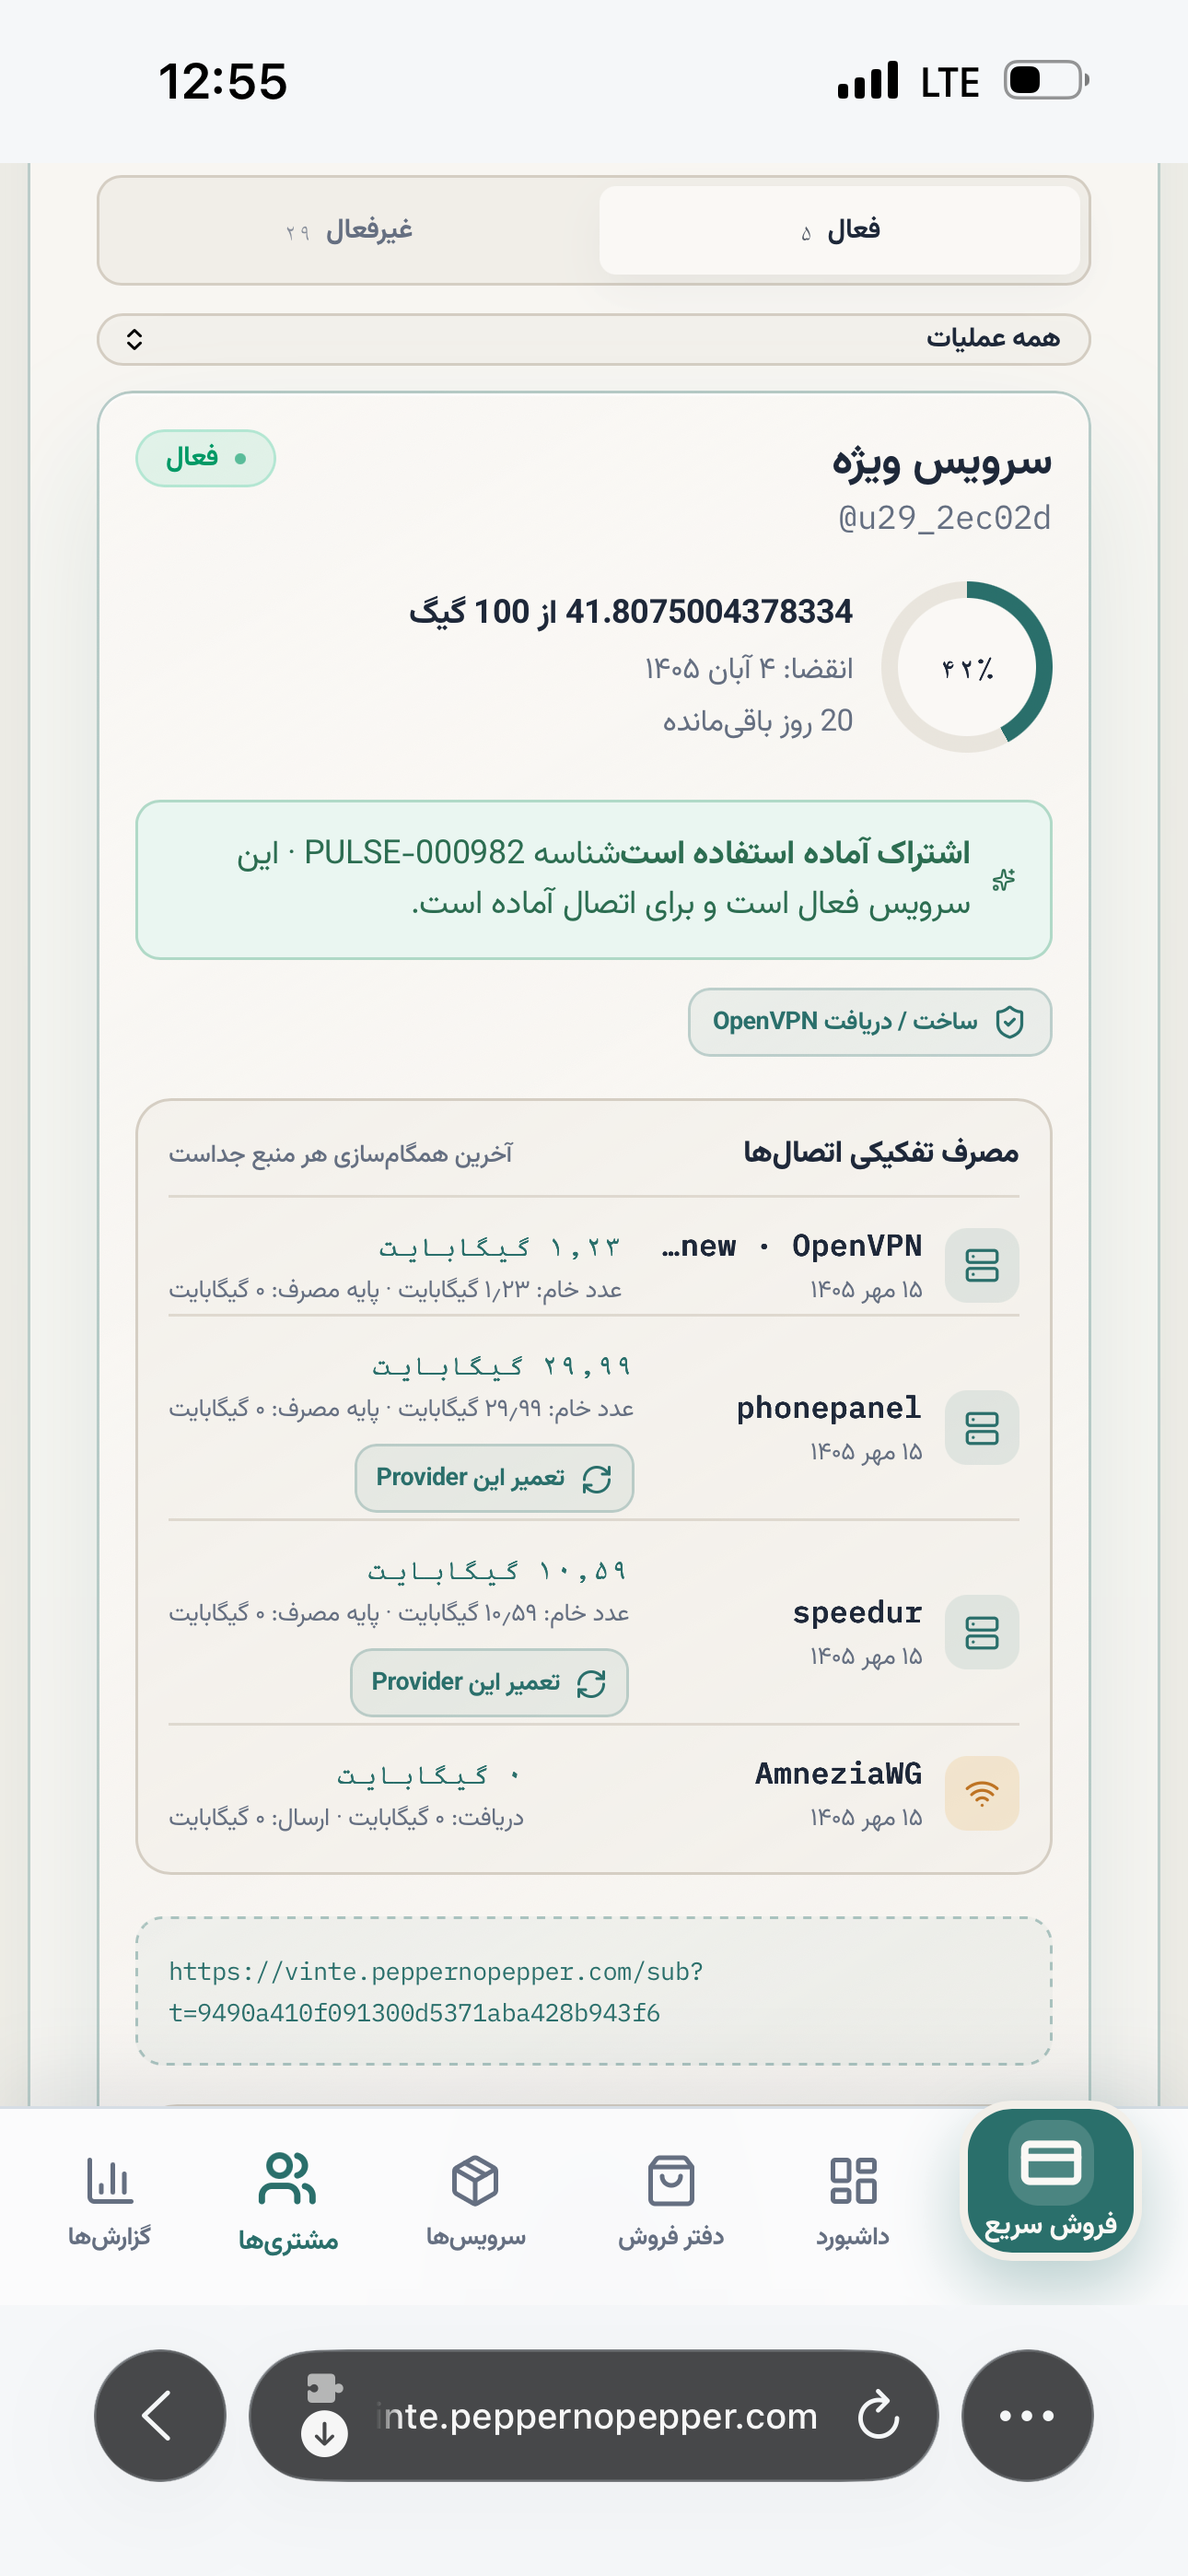 12:55
LTE
فعال ۵
غیرفعال ۲۹
همه عملیات
سرویس ویژه
فعال
@u29_2ec02d
41.8075004378334 از 100 گیگ
۴۲٪
انقضا: ۴ آبان ۱۴۰۵
20 روز باقی‌مانده
اشتراک آماده استفاده استشناسه PULSE-000982 · این
سرویس فعال است و برای اتصال آماده است.
ساخت / دریافت OpenVPN
مصرف تفکیکی اتصال‌ها
آخرین همگام‌سازی هر منبع جداست
OpenVPN · new…
۱۵ مهر ۱۴۰۵
۱,۲۳ گیگابایت
عدد خام: ۱٫۲۳ گیگابایت · پایه مصرف: ۰ گیگابایت
phonepanel
۱۵ مهر ۱۴۰۵
۲۹,۹۹ گیگابایت
عدد خام: ۲۹٫۹۹ گیگابایت · پایه مصرف: ۰ گیگابایت
تعمیر این Provider
speedur
۱۵ مهر ۱۴۰۵
۱۰,۵۹ گیگابایت
عدد خام: ۱۰٫۵۹ گیگابایت · پایه مصرف: ۰ گیگابایت
تعمیر این Provider
AmneziaWG
۱۵ مهر ۱۴۰۵
۰ گیگابایت
دریافت: ۰ گیگابایت · ارسال: ۰ گیگابایت
https://vinte.peppernopepper.com/sub?
t=9490a410f091300d5371aba428b943f6
فروش سریع
داشبورد
دفتر فروش
سرویس‌ها
مشتری‌ها
گزارش‌ها
inte.peppernopepper.com